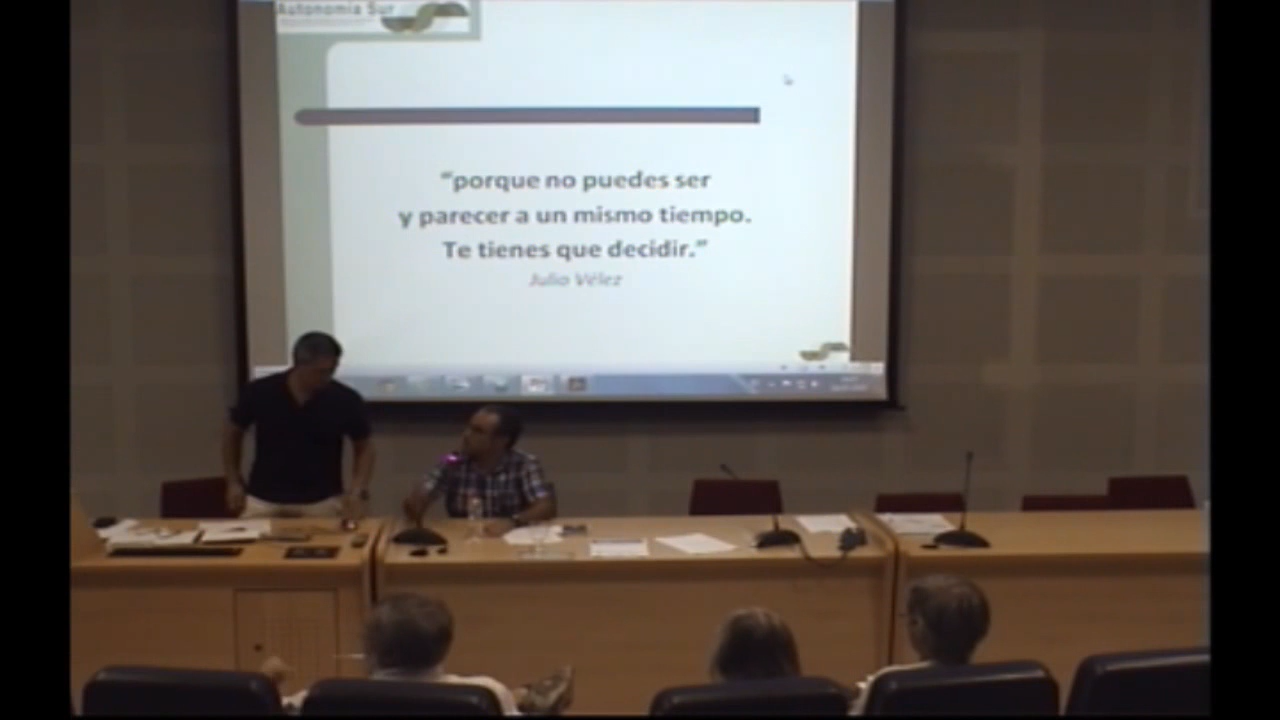 Autonomía Sur
“porque no puedes ser
y parecer a un mismo tiempo.
Te tienes que decidir.”
Julio Vélez